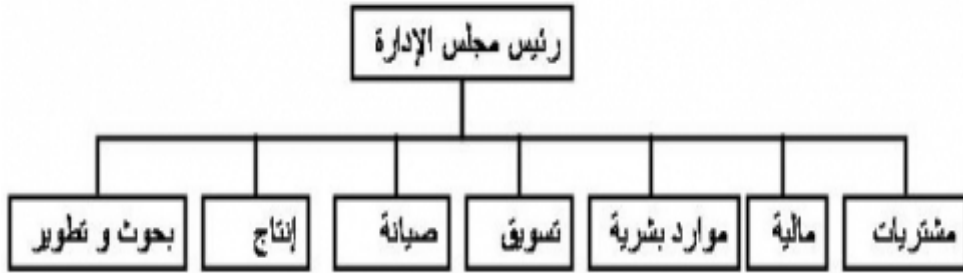 رئيس مجلس الإدارة
مشتريات
مالية
موارد بشرية
تسويق
صيانة
إنتاج
بحوث و تطوير